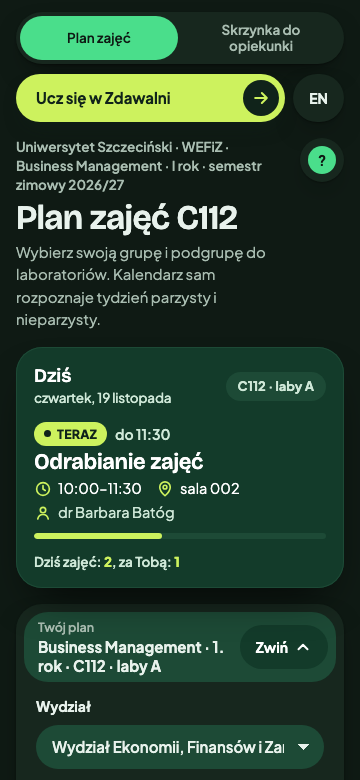 Plan zajęć
Skrzynka do
opiekunki
Ucz się w Zdawalni
EN
Uniwersytet Szczeciński · WEFiZ ·
Business Management · I rok · semestr
zimowy 2026/27
?
Plan zajęć C112
Wybierz swoją grupę i podgrupę do
laboratoriów. Kalendarz sam
rozpoznaje tydzień parzysty i
nieparzysty.
Dziś
czwartek, 19 listopada
C112 · laby A
TERAZ do 11:30
Odrabianie zajęć
10:00–11:30 sala 002
dr Barbara Batóg
Dziś zajęć: 2, za Tobą: 1
Twój plan
Business Management · 1.
rok · C112 · laby A
Zwiń
Wydział
Wydział Ekonomii, Finansów i Zar